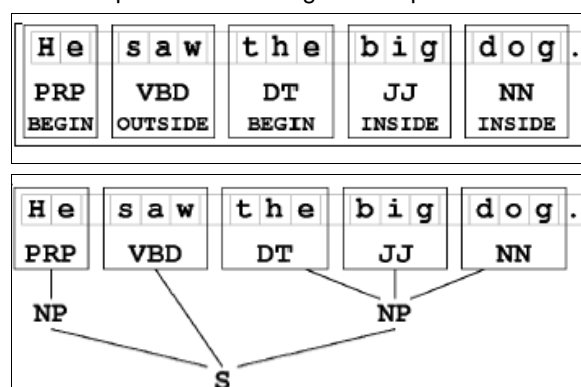 He saw the big dog.
PRP VBD DT JJ NN
BEGIN OUTSIDE BEGIN INSIDE INSIDE
He saw the big dog.
PRP VBD DT JJ NN
NP NP
S